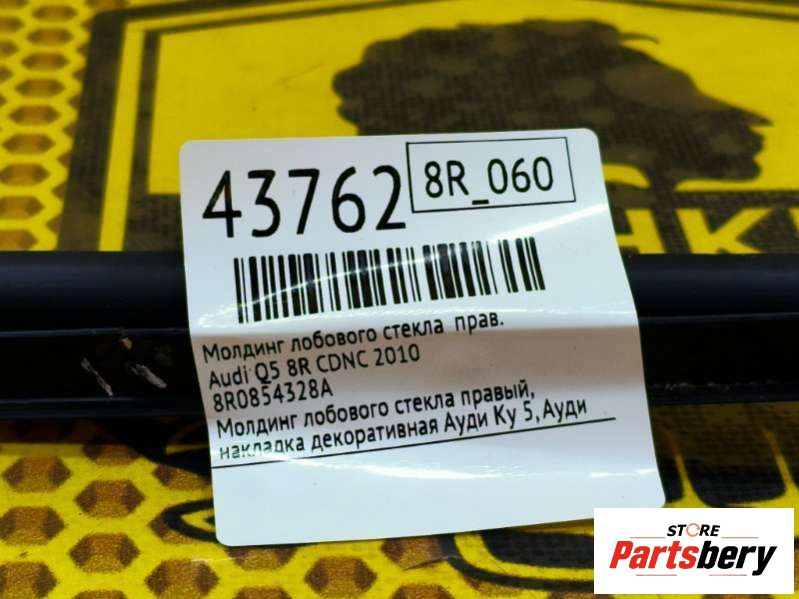 43762
8R_060
Молдинг лобового стекла прав.
Audi Q5 8R CDNC 2010
8R0854328A
Молдинг лобового стекла правый,
накладка декоративная Ауди Ку 5, Ауди
STORE
Partsbery